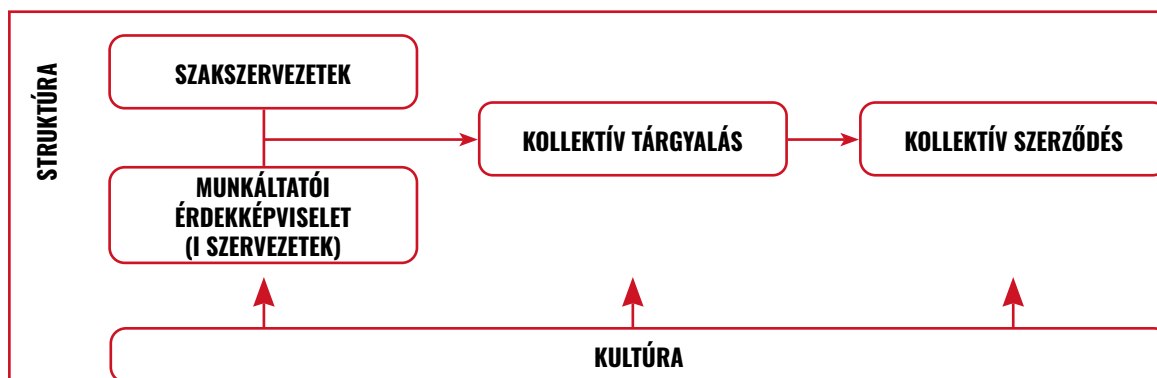 STRUKTÚRA
SZAKSZERVEZETEK
MUNKÁLTATÓI
ÉRDEKKÉPVISELET
(I SZERVEZETEK)
KOLLEKTÍV TÁRGYALÁS
KOLLEKTÍV SZERZŐDÉS
KULTÚRA